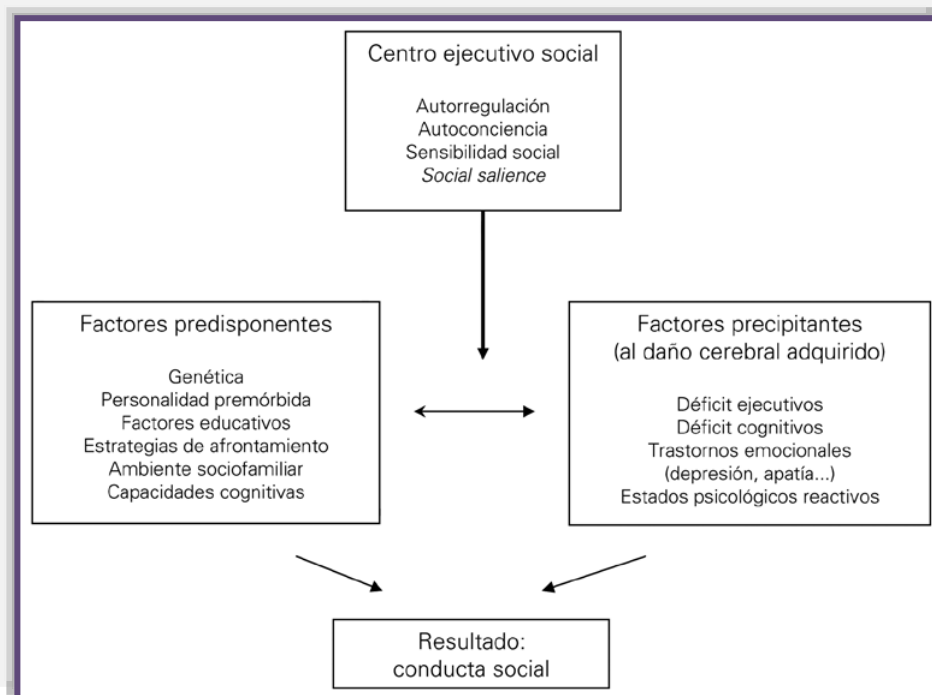 Centro ejecutivo social
Autorregulación
Autoconciencia
Sensibilidad social
Social salience
Factores predisponentes
Genética
Personalidad premórbida
Factores educativos
Estrategias de afrontamiento
Ambiente sociofamiliar
Capacidades cognitivas
Factores precipitantes
(al daño cerebral adquirido)
Déficit ejecutivos
Déficit cognitivos
Trastornos emocionales
(depresión, apatía...)
Estados psicológicos reactivos
Resultado:
conducta social